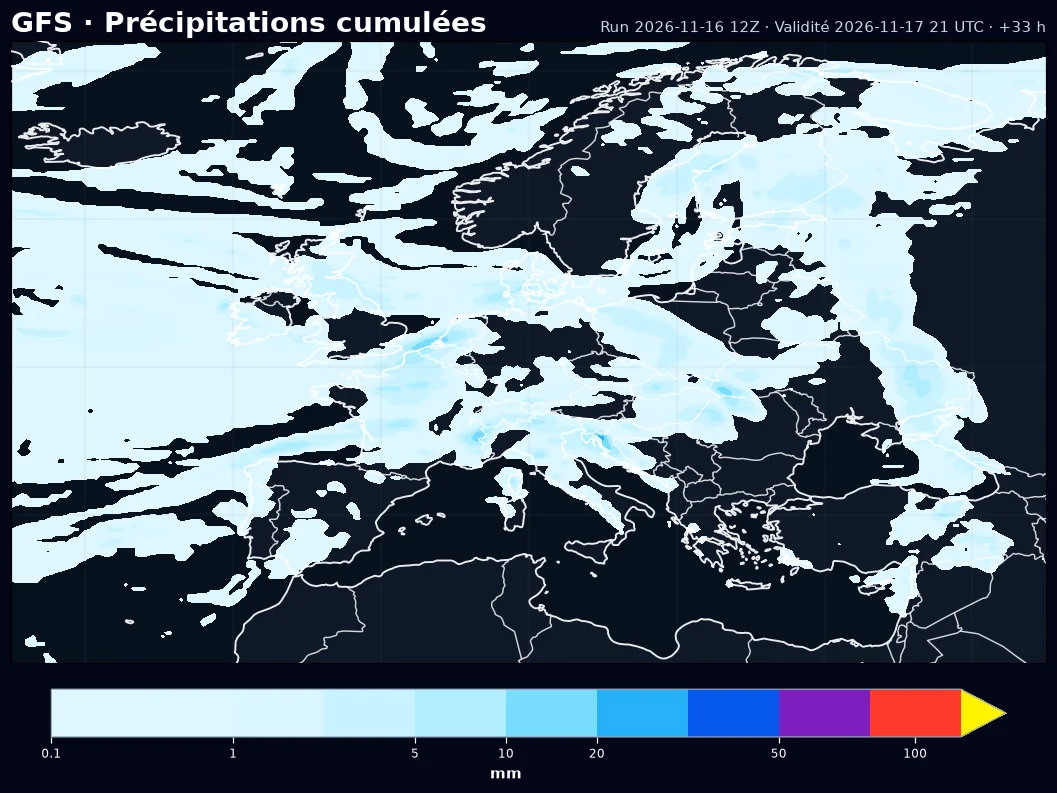 GFS · Précipitations cumulées
Run 2026-11-16 12Z · Validité 2026-11-17 21 UTC · +33 h
0.1 1 5 10 20 50 100
mm